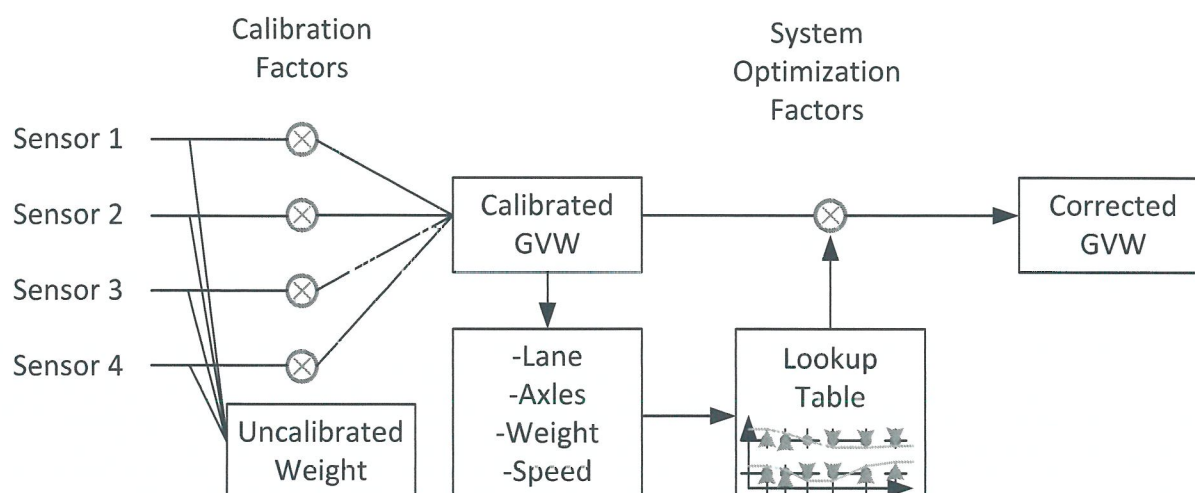 Calibration
Factors
System
Optimization
Factors
Sensor 1
Sensor 2
Sensor 3
Sensor 4
Calibrated
GVW
Corrected
GVW
Uncalibrated
Weight
-Lane
-Axles
-Weight
-Speed
Lookup
Table